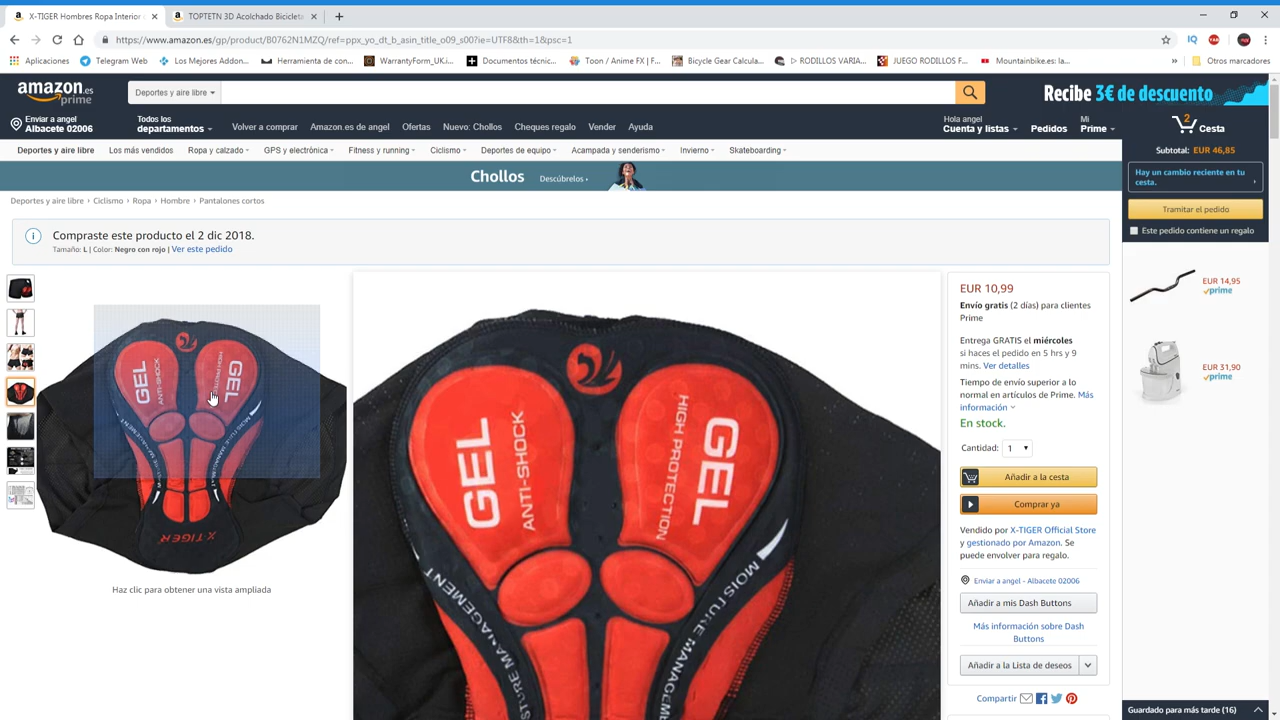 X-TIGER Hombres Ropa Interior
TOPTETN 3D Acolchado Bicicleta
https://www.amazon.es/gp/product/B0762N1MZQ/ref=ppx_yo_dt_b_asin_title_o09_s00?ie=UTF8&th=1&psc=1
IQ
Aplicaciones
Telegram Web
Los Mejores Addon...
Herramienta de con...
WarrantyForm_UK.i...
Documentos técnic...
Toon / Anime FX | F...
Bicycle Gear Calcula...
▷ RODILLOS VARIA...
JUEGO RODILLOS F...
Mountainbike.es: la...
»
Otros marcadores
amazon.es
prime
Deportes y aire libre
Recibe 3€ de descuento
Enviar a angel
Albacete 02006
Todos los
departamentos
Volver a comprar
Amazon.es de angel
Ofertas
Nuevo: Chollos
Cheques regalo
Vender
Ayuda
Hola angel
Cuenta y listas
Pedidos
Mi
Prime
2
Cesta
Deportes y aire libre
Los más vendidos
Ropa y calzado
GPS y electrónica
Fitness y running
Ciclismo
Deportes de equipo
Acampada y senderismo
Invierno
Skateboarding
Subtotal: EUR 46,85
Chollos
Descúbrelos
Hay un cambio reciente en tu
cesta.
Tramitar el pedido
Este pedido contiene un regalo
Deportes y aire libre › Ciclismo › Ropa › Hombre › Pantalones cortos
Compraste este producto el 2 dic 2018.
Tamaño: L | Color: Negro con rojo | Ver este pedido
EUR 14,95
prime
EUR 31,90
prime
GEL
ANTI-SHOCK
HIGH PROTECTION
GEL
MOISTURE MANAGEMENT
X-TIGER
Haz clic para obtener una vista ampliada
GEL
ANTI-SHOCK
HIGH PROTECTION
GEL
MOISTURE MANAGEMENT
EUR 10,99
Envío gratis (2 días) para clientes
Prime
Entrega GRATIS el miércoles
si haces el pedido en 5 hrs y 9
mins. Ver detalles
Tiempo de envío superior a lo
normal en artículos de Prime. Más
información
En stock.
Cantidad: 1
Añadir a la cesta
Comprar ya
Vendido por X-TIGER Official Store
y gestionado por Amazon. Se
puede envolver para regalo.
Enviar a angel - Albacete 02006
Añadir a mis Dash Buttons
Más información sobre Dash
Buttons
Añadir a la Lista de deseos
Compartir
Guardado para más tarde (16)